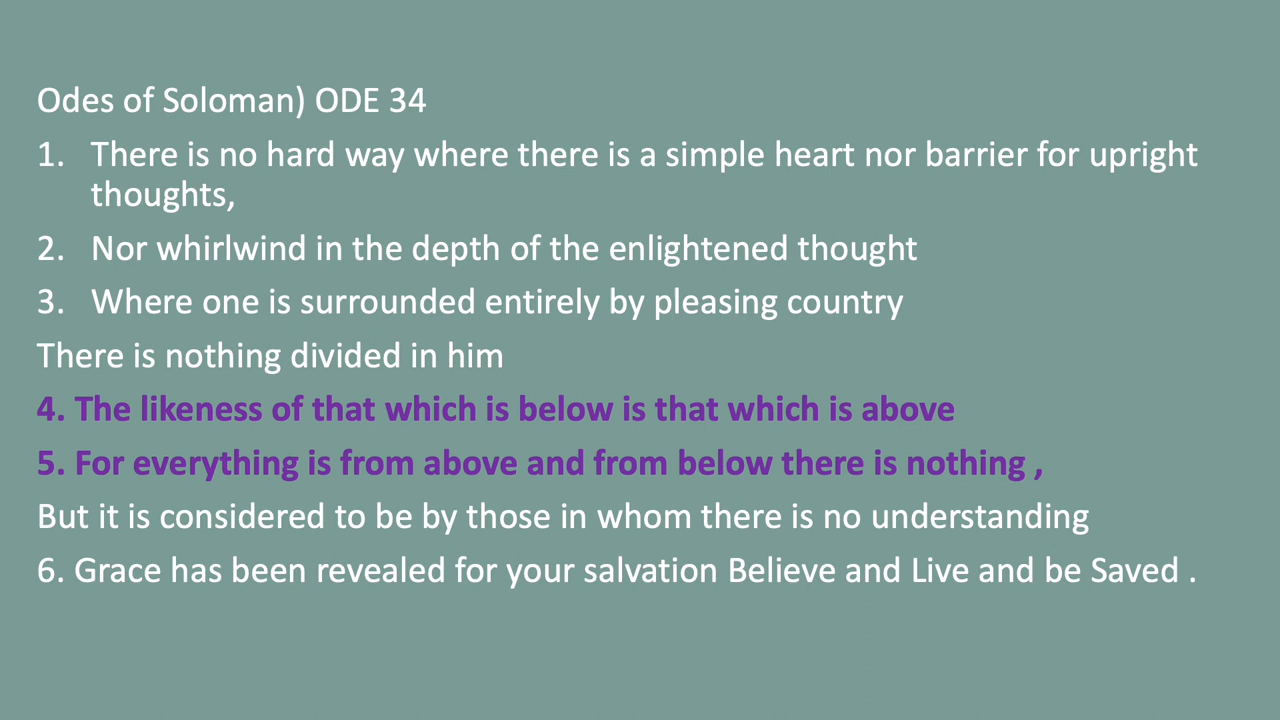 Odes of Soloman) ODE 34
1. There is no hard way where there is a simple heart nor barrier for upright
thoughts,
2. Nor whirlwind in the depth of the enlightened thought
3. Where one is surrounded entirely by pleasing country
There is nothing divided in him
4. The likeness of that which is below is that which is above
5. For everything is from above and from below there is nothing ,
But it is considered to be by those in whom there is no understanding
6. Grace has been revealed for your salvation Believe and Live and be Saved .